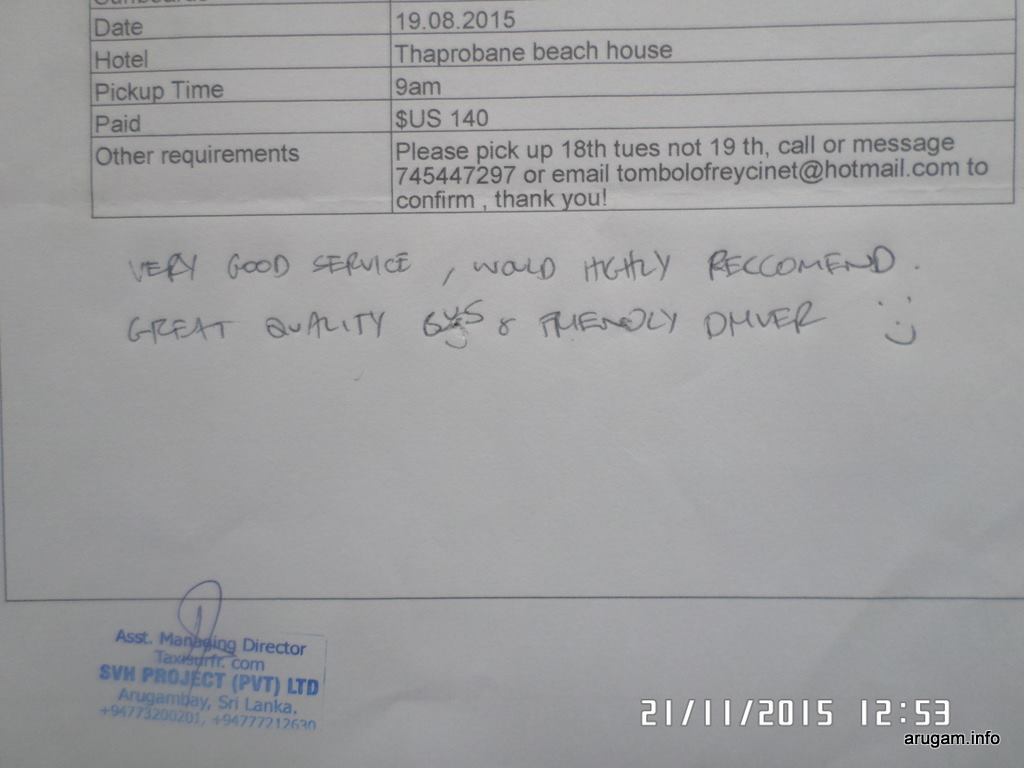 Date 19.08.2015
Hotel Thaprobane beach house
Pickup Time 9am
Paid $US 140
Other requirements Please pick up 18th tues not 19 th, call or message
745447297 or email tombolofreycinet@hotmail.com to
confirm , thank you!
VERY GOOD SERVICE , WOULD HIGHLY RECCOMEND .
GREAT QUALITY & FRIENDLY DRIVER :)
Asst. Managing Director
Taxisurfr. com
SVH PROJECT (PVT) LTD
Arugambay, Sri Lanka.
+94773200201, +94777212630
21/11/2015 12:53
arugam.info